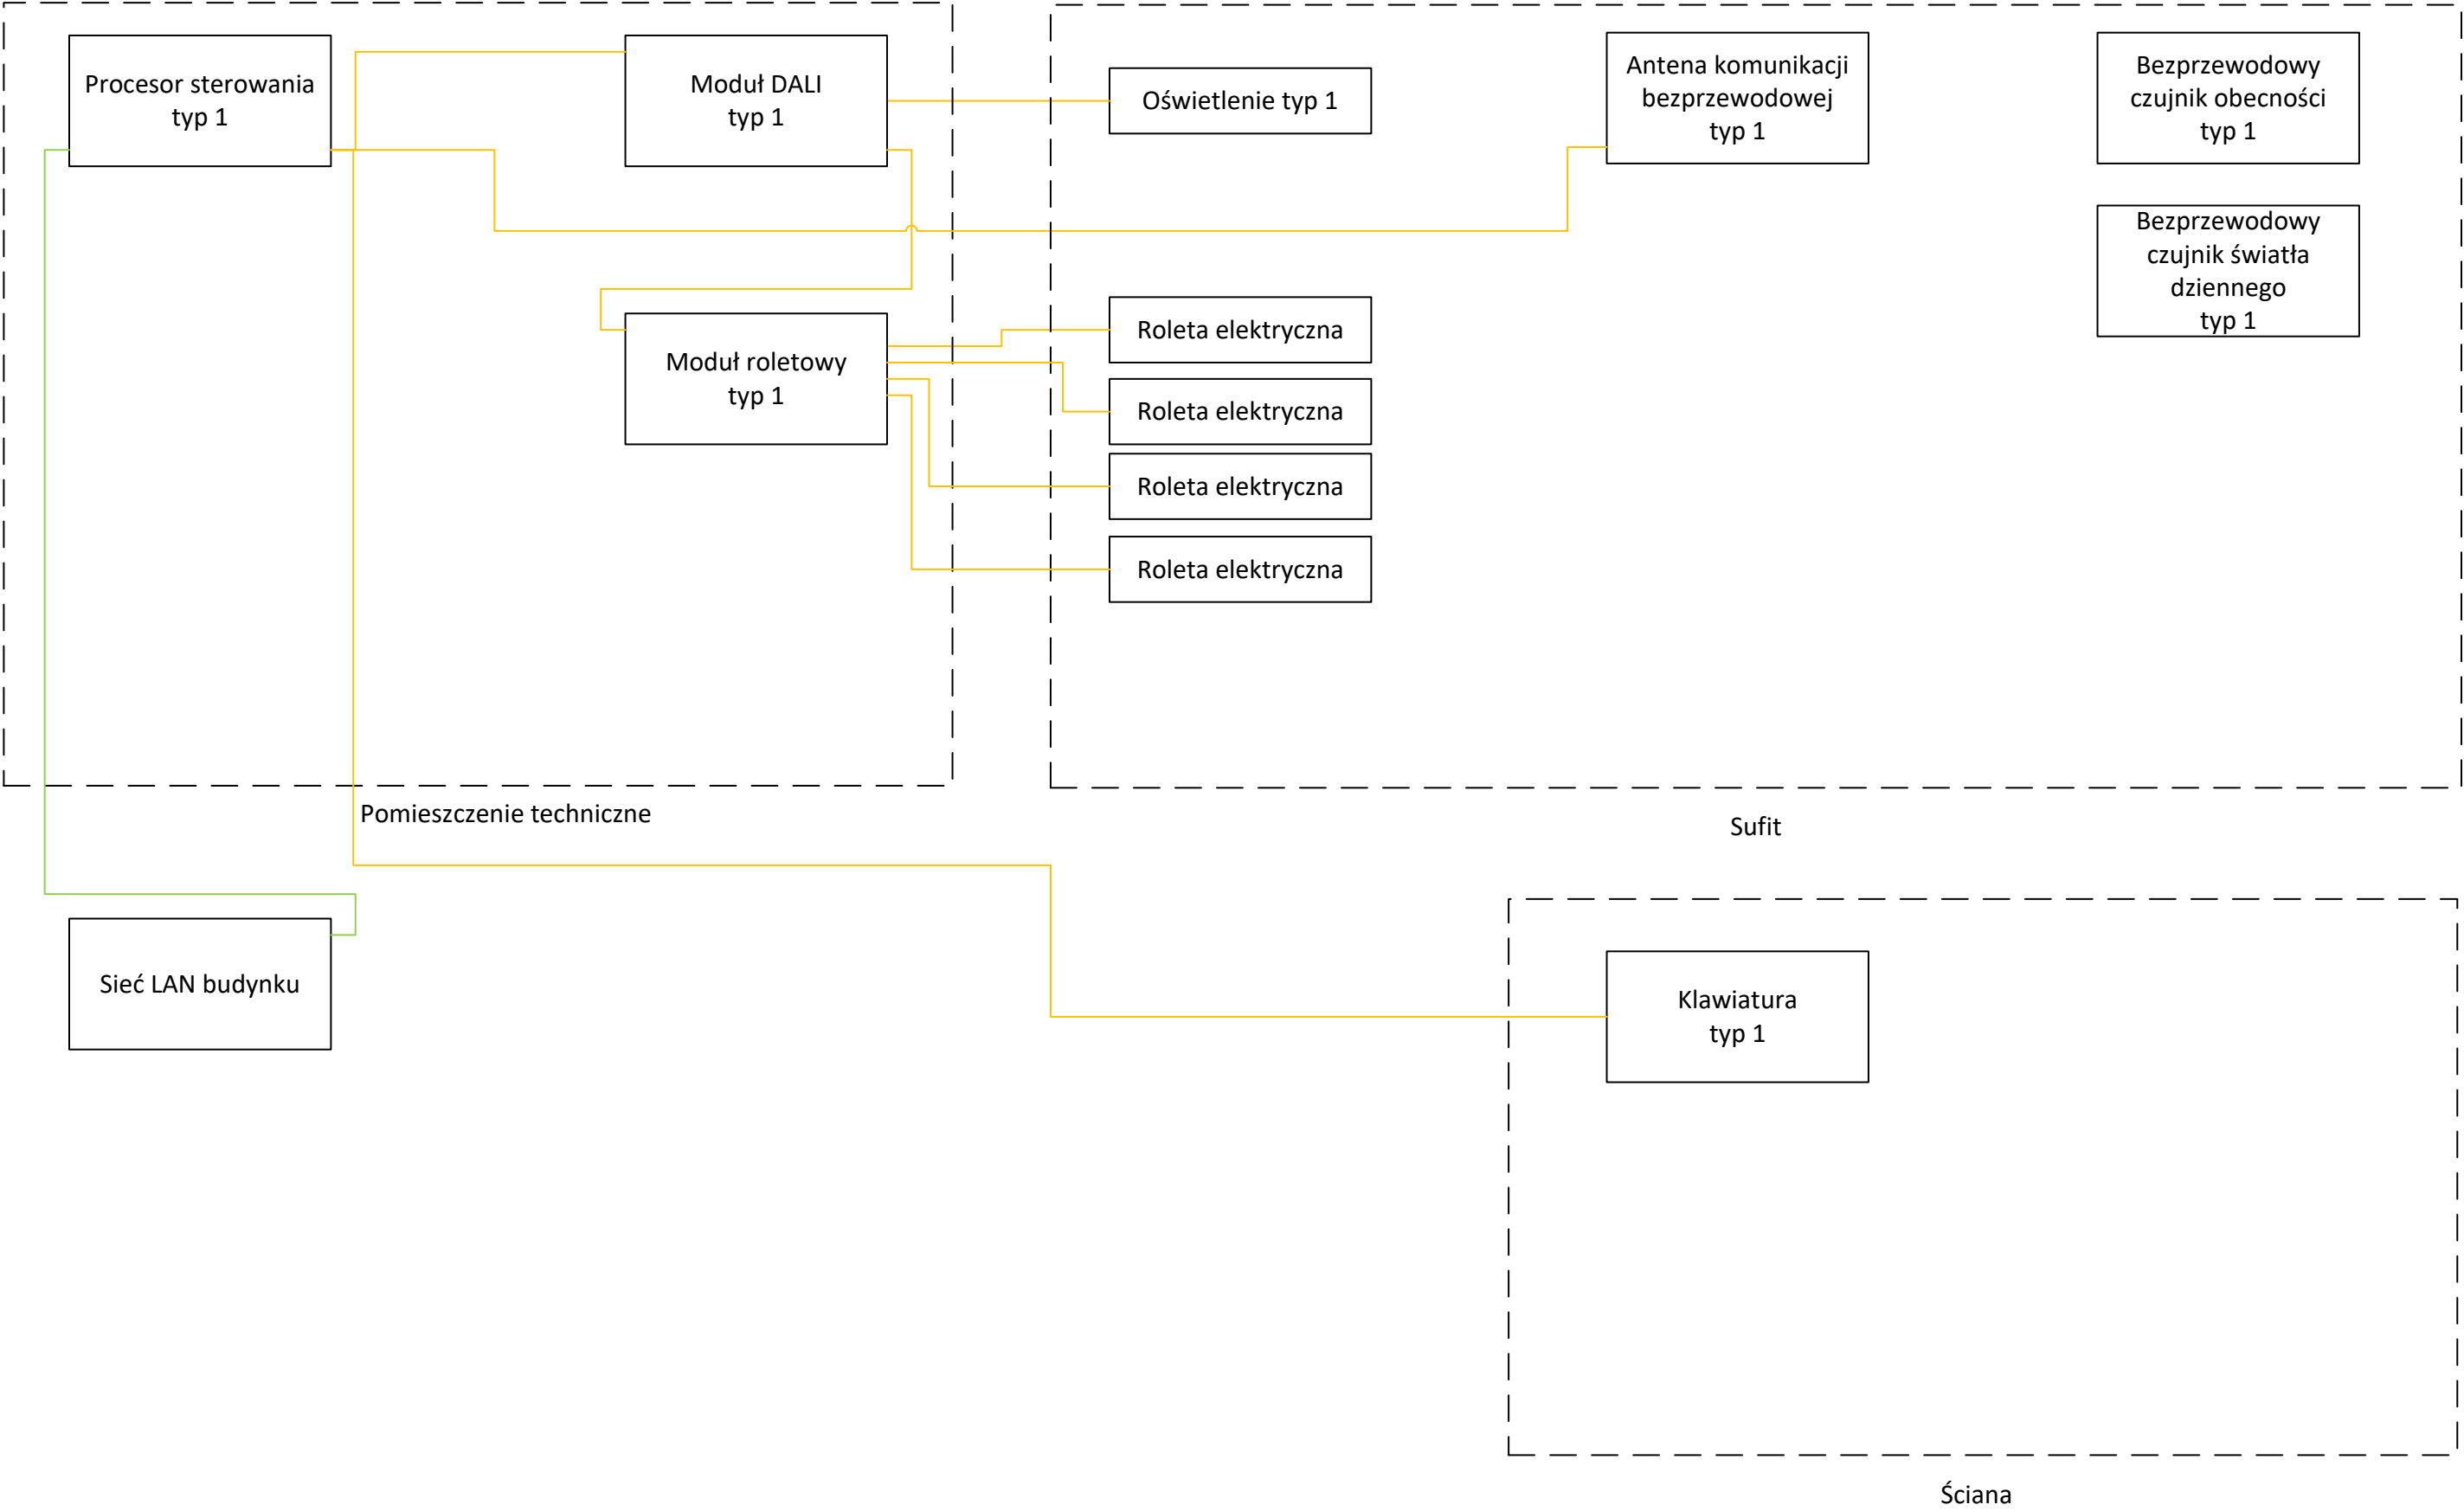 Procesor sterowania
typ 1
Moduł DALI
typ 1
Oświetlenie typ 1
Antena komunikacji
bezprzewodowej
typ 1
Bezprzewodowy
czujnik obecności
typ 1
Bezprzewodowy
czujnik światła
dziennego
typ 1
Moduł roletowy
typ 1
Roleta elektryczna
Roleta elektryczna
Roleta elektryczna
Roleta elektryczna
Pomieszczenie techniczne
Sufit
Sieć LAN budynku
Klawiatura
typ 1
Ściana